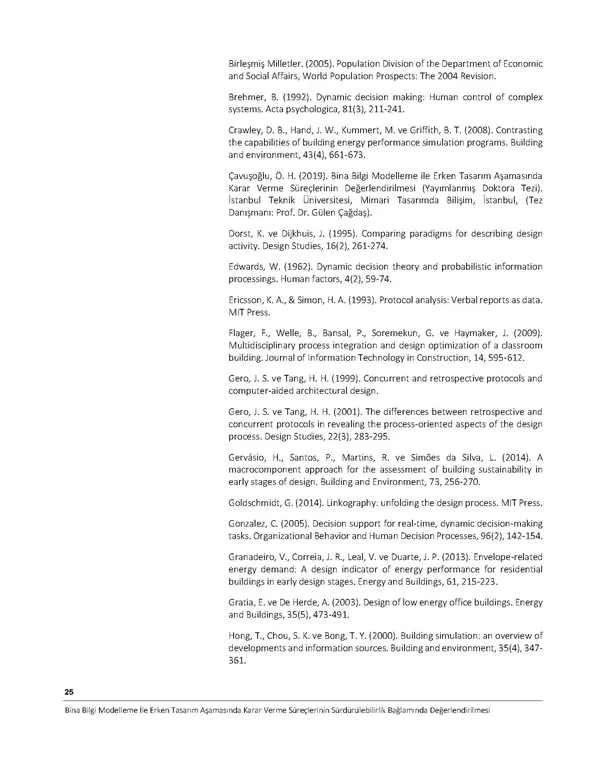 Birleşmiş Milletler. (2005). Population Division of the Department of Economic
and Social Affairs, World Population Prospects: The 2004 Revision.
Brehmer, B. (1992). Dynamic decision making: Human control of complex
systems. Acta psychologica, 81(3), 211-241.
Crawley, D. B., Hand, J. W., Kummert, M. ve Griffith, B. T. (2008). Contrasting
the capabilities of building energy performance simulation programs. Building
and environment, 43(4), 661-673.
Çavuşoğlu, Ö. H. (2019). Bina Bilgi Modelleme ile Erken Tasarım Aşamasında
Karar Verme Süreçlerinin Değerlendirilmesi (Yayımlanmış Doktora Tezi).
İstanbul Teknik Üniversitesi, Mimari Tasarımda Bilişim, İstanbul, (Tez
Danışmanı: Prof. Dr. Gülen Çağdaş).
Dorst, K. ve Dijkhuis, J. (1995). Comparing paradigms for describing design
activity. Design Studies, 16(2), 261-274.
Edwards, W. (1962). Dynamic decision theory and probabilistic information
processings. Human factors, 4(2), 59-74.
Ericsson, K. A., & Simon, H. A. (1993). Protocol analysis: Verbal reports as data.
MIT Press.
Flager, F., Welle, B., Bansal, P., Soremekun, G. ve Haymaker, J. (2009).
Multidisciplinary process integration and design optimization of a classroom
building. Journal of Information Technology in Construction, 14, 595-612.
Gero, J. S. ve Tang, H. H. (1999). Concurrent and retrospective protocols and
computer-aided architectural design.
Gero, J. S. ve Tang, H. H. (2001). The differences between retrospective and
concurrent protocols in revealing the process-oriented aspects of the design
process. Design Studies, 22(3), 283-295.
Gervásio, H., Santos, P., Martins, R. ve Simões da Silva, L. (2014). A
macrocomponent approach for the assessment of building sustainability in
early stages of design. Building and Environment, 73, 256-270.
Goldschmidt, G. (2014). Linkography: unfolding the design process. MIT Press.
Gonzalez, C. (2005). Decision support for real-time, dynamic decision-making
tasks. Organizational Behavior and Human Decision Processes, 96(2), 142-154.
Granadeiro, V., Correia, J. R., Leal, V. ve Duarte, J. P. (2013). Envelope-related
energy demand: A design indicator of energy performance for residential
buildings in early design stages. Energy and Buildings, 61, 215-223.
Gratia, E. ve De Herde, A. (2003). Design of low energy office buildings. Energy
and Buildings, 35(5), 473-491.
Hong, T., Chou, S. K. ve Bong, T. Y. (2000). Building simulation: an overview of
developments and information sources. Building and environment, 35(4), 347-
361.
25
Bina Bilgi Modelleme İle Erken Tasarım Aşamasında Karar Verme Süreçlerinin Sürdürülebilirlik Bağlamında Değerlendirilmesi